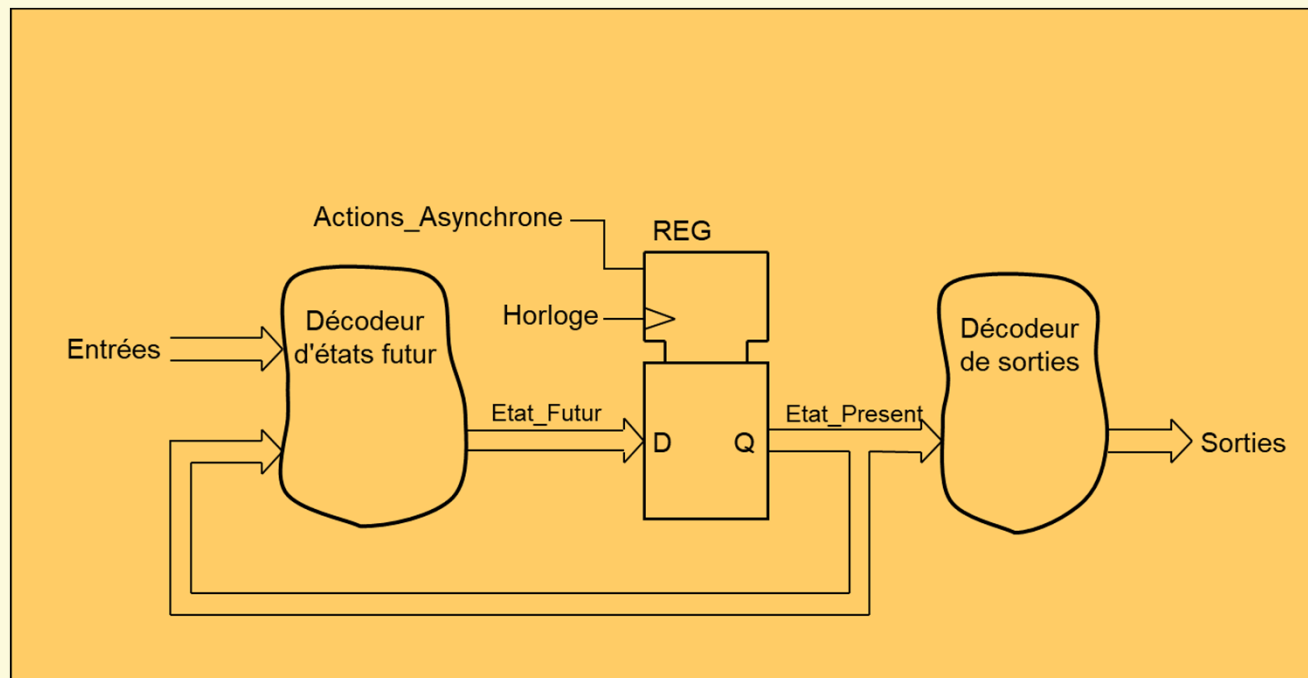 Actions_Asynchrone
REG
Horloge
Entrées
Décodeur
d'états futur
Etat_Futur
D
Q
Etat_Present
Décodeur
de sorties
Sorties